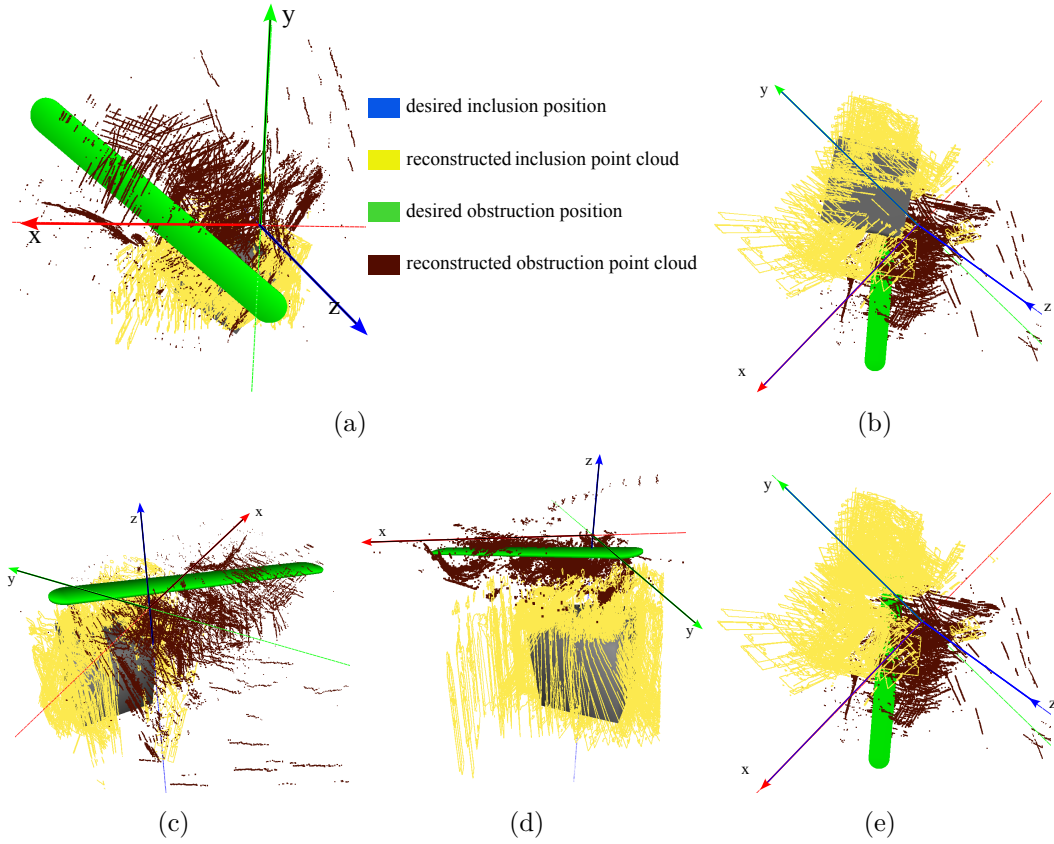 y
desired inclusion position
reconstructed inclusion point cloud
desired obstruction position
reconstructed obstruction point cloud
x
z
(a)
y
z
x
(b)
z
x
y
(c)
z
x
y
(d)
y
z
x
(e)